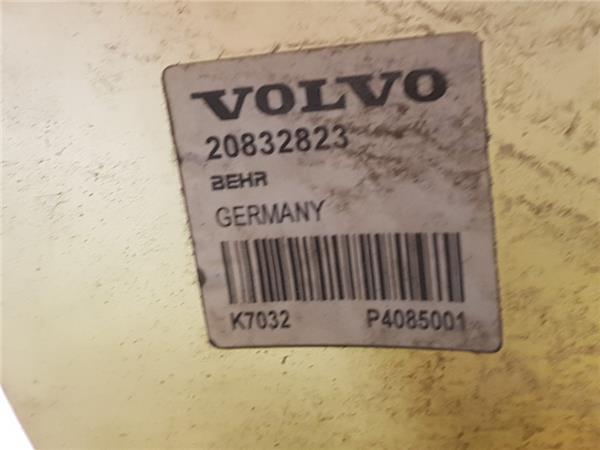 VOLVO
20832823
BEHR
GERMANY
K7032 P4085001